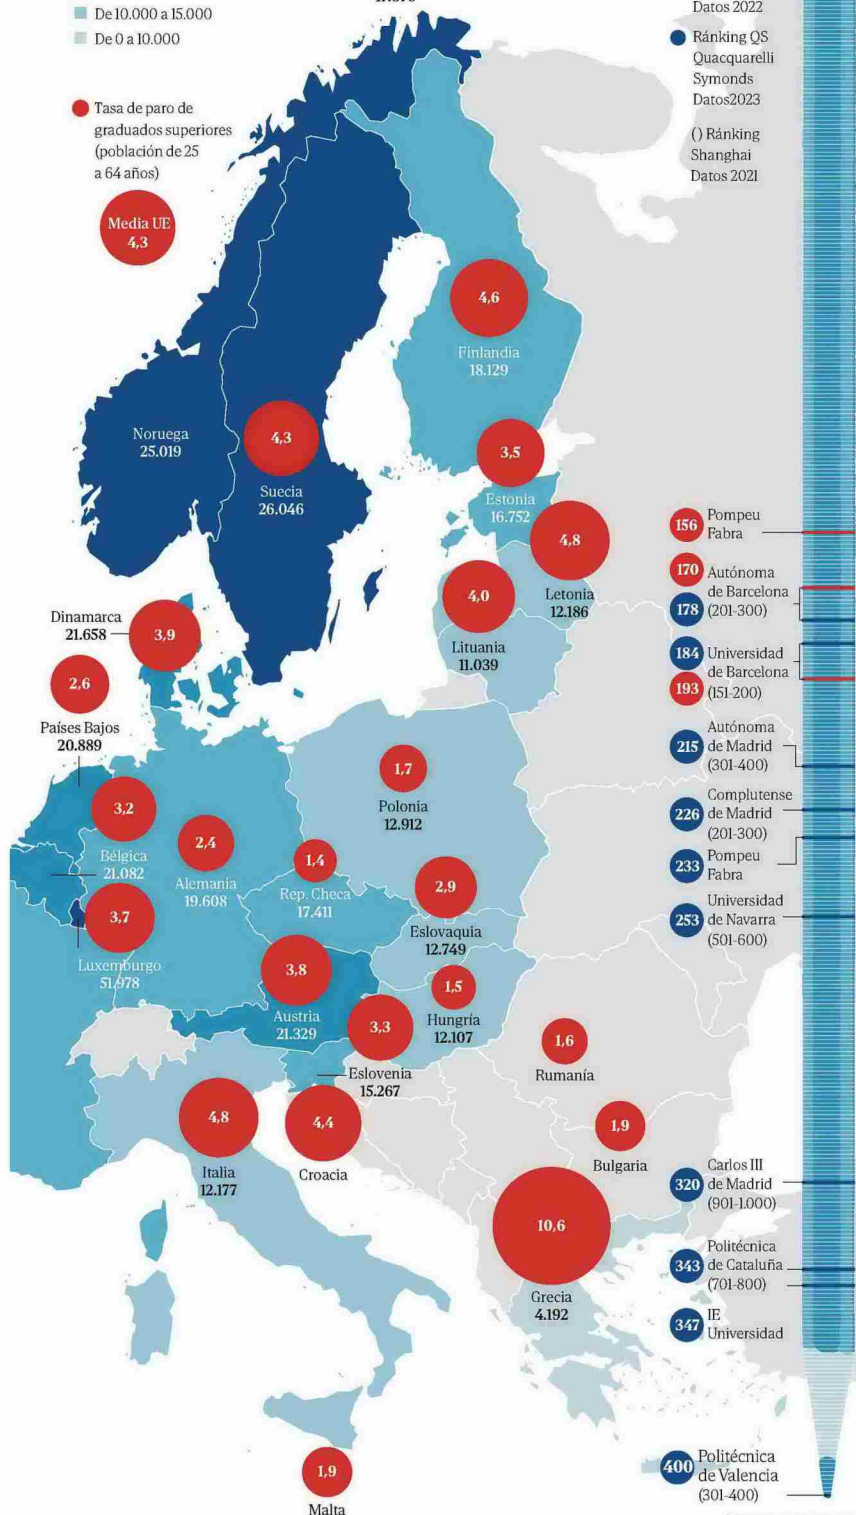 De 10.000 a 15.000
De 0 a 10.000
Tasa de paro de
graduados superiores
(población de 25
a 64 años)
Media UE
4,3
Datos 2022
Ránking QS
Quacquarelli
Symonds
Datos2023
() Ránking
Shanghai
Datos 2021
4,6
Finlandia
18.129
Noruega
25.019
4,3
Suecia
26.046
3,5
Estonia
16.752
4,8
Letonia
12.186
4,0
Lituania
11.039
Dinamarca
21.658
3,9
2,6
Países Bajos
20.889
3,2
Bélgica
21.082
2,4
Alemania
19.608
1,7
Polonia
12.912
1,4
Rep. Checa
17.411
2,9
Eslovaquia
12.749
3,7
Luxemburgo
51.978
3,8
Austria
21.329
1,5
Hungría
12.107
3,3
Eslovenia
15.267
1,6
Rumanía
4,8
Italia
12.177
4,4
Croacia
1,9
Bulgaria
10,6
Grecia
4.192
1,9
Malta
156
Pompeu
Fabra
170
178
Autónoma
de Barcelona
(201-300)
184
193
Universidad
de Barcelona
(151-200)
215
Autónoma
de Madrid
(301-400)
226
Complutense
de Madrid
(201-300)
233
Pompeu
Fabra
253
Universidad
de Navarra
(501-600)
320
Carlos III
de Madrid
(901-1.000)
343
Politécnica
de Cataluña
(701-800)
347
IE
Universidad
400
Politécnica
de Valencia
(301-400)